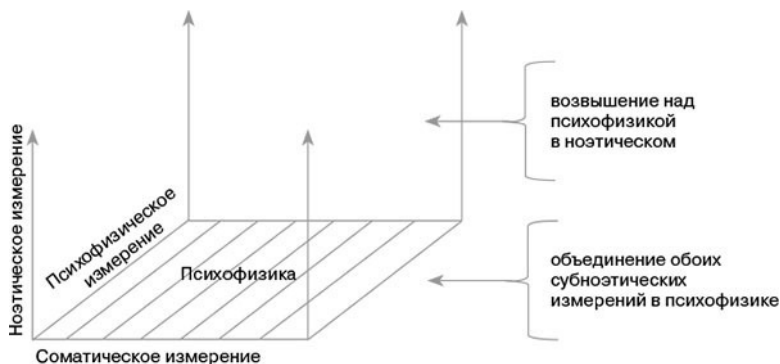 Ноэтическое измерение
Психофизическое
измерение
Психофизика
Соматическое измерение
возвышение над
психофизикой
в ноэтическом
объединение обоих
субноэтических
измерений в психофизике